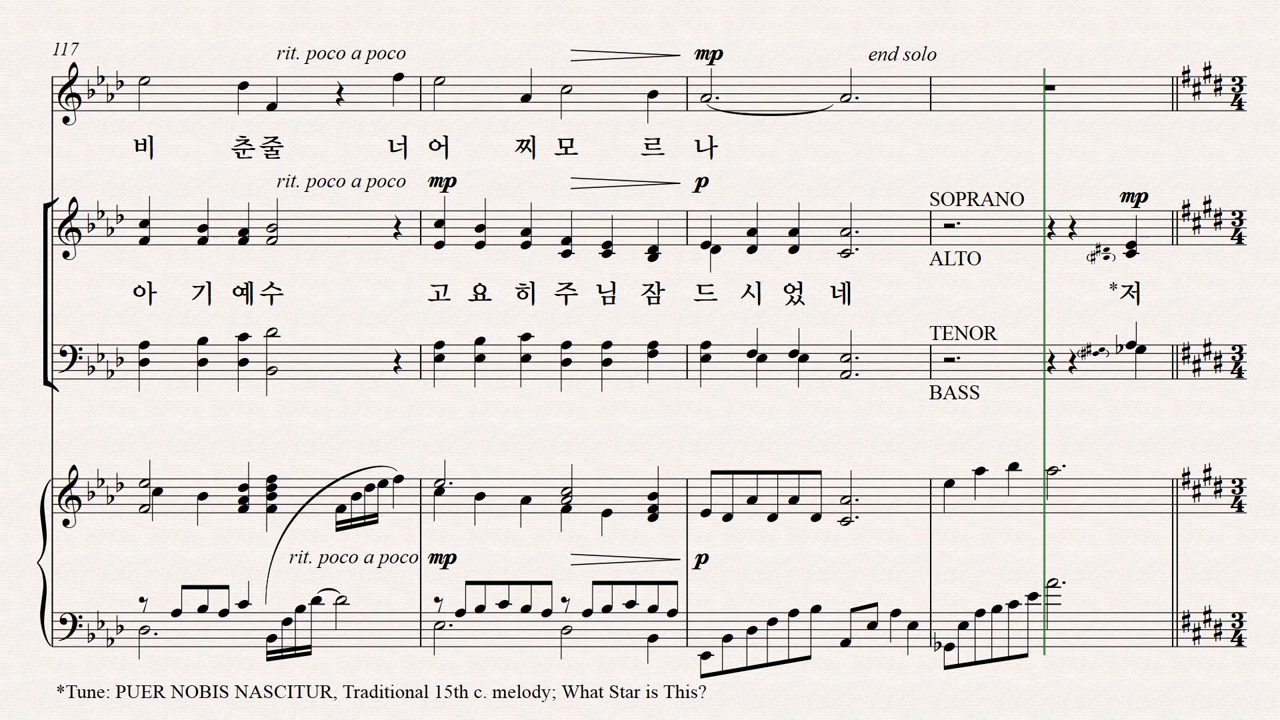 117
rit. poco a poco
mp
end solo
비 춘 줄 너 어 찌 모 르 나
rit. poco a poco
mp
p
SOPRANO
mp
ALTO
아 기 예 수 고 요 히 주 님 잠 드 시 었 네 *저
TENOR
BASS
rit. poco a poco
mp
p
3
4
*Tune: PUER NOBIS NASCITUR, Traditional 15th c. melody; What Star is This?